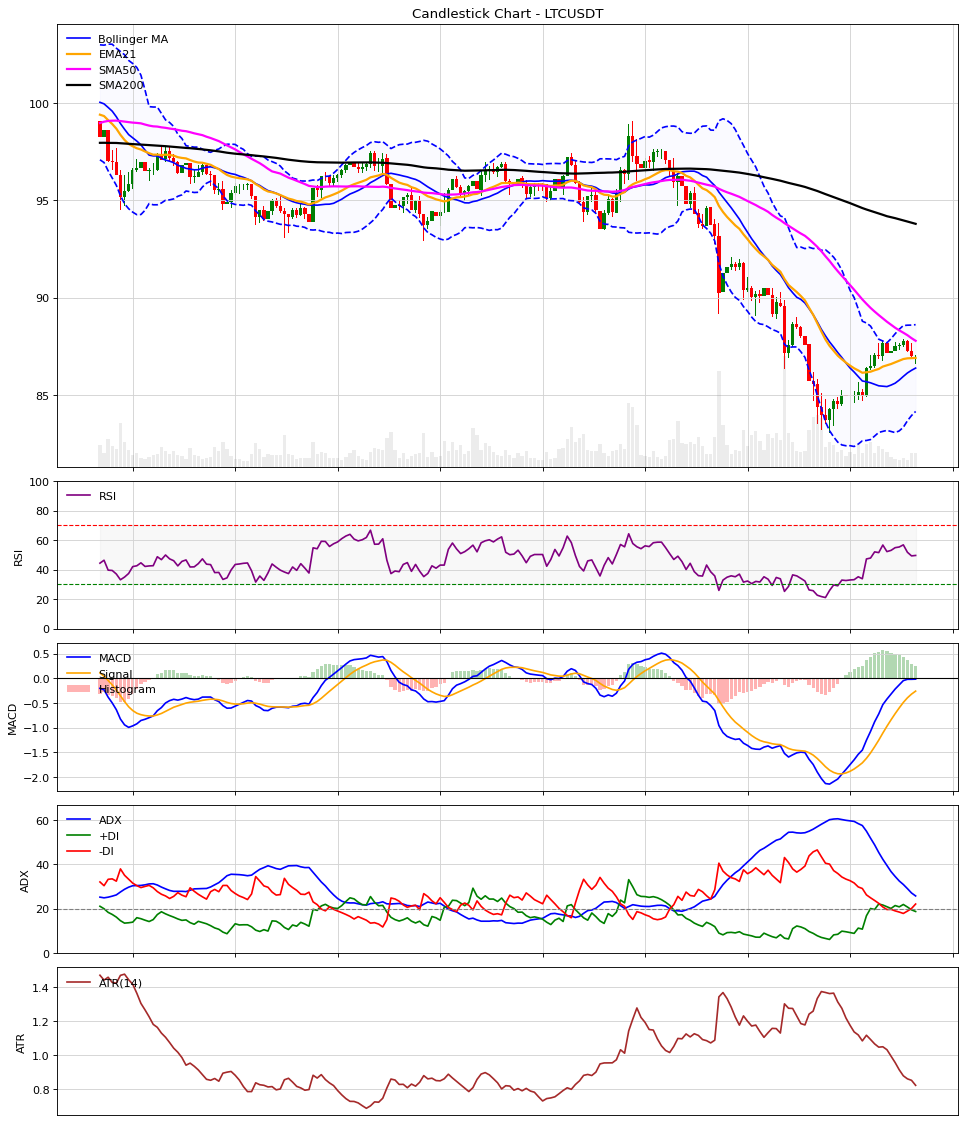 Candlestick Chart - LTCUSDT
Bollinger MA
EMA21
SMA50
SMA200
100
95
90
85
RSI
100
80
60
40
20
0
RSI
MACD
Signal
Histogram
0.5
0.0
−0.5
−1.0
−1.5
−2.0
MACD
ADX
+DI
-DI
60
40
20
0
ADX
ATR(14)
1.4
1.2
1.0
0.8
ATR